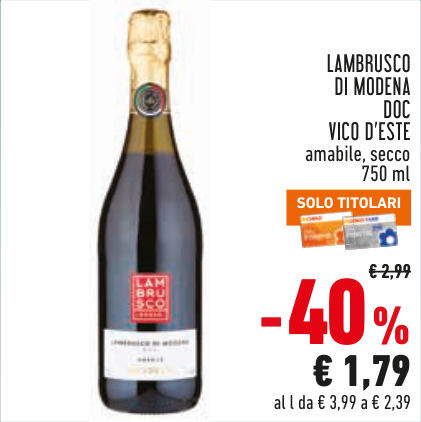 LAMBRUSCO
DI MODENA
DOC
VICO D'ESTE
amabile, secco
750 ml
SOLO TITOLARI
€ 2,99
-40%
€ 1,79
al l da € 3,99 a € 2,39
LAM
BRU
SCO
ROSSO
LAMBRUSCO DI MODENA
AMABILE